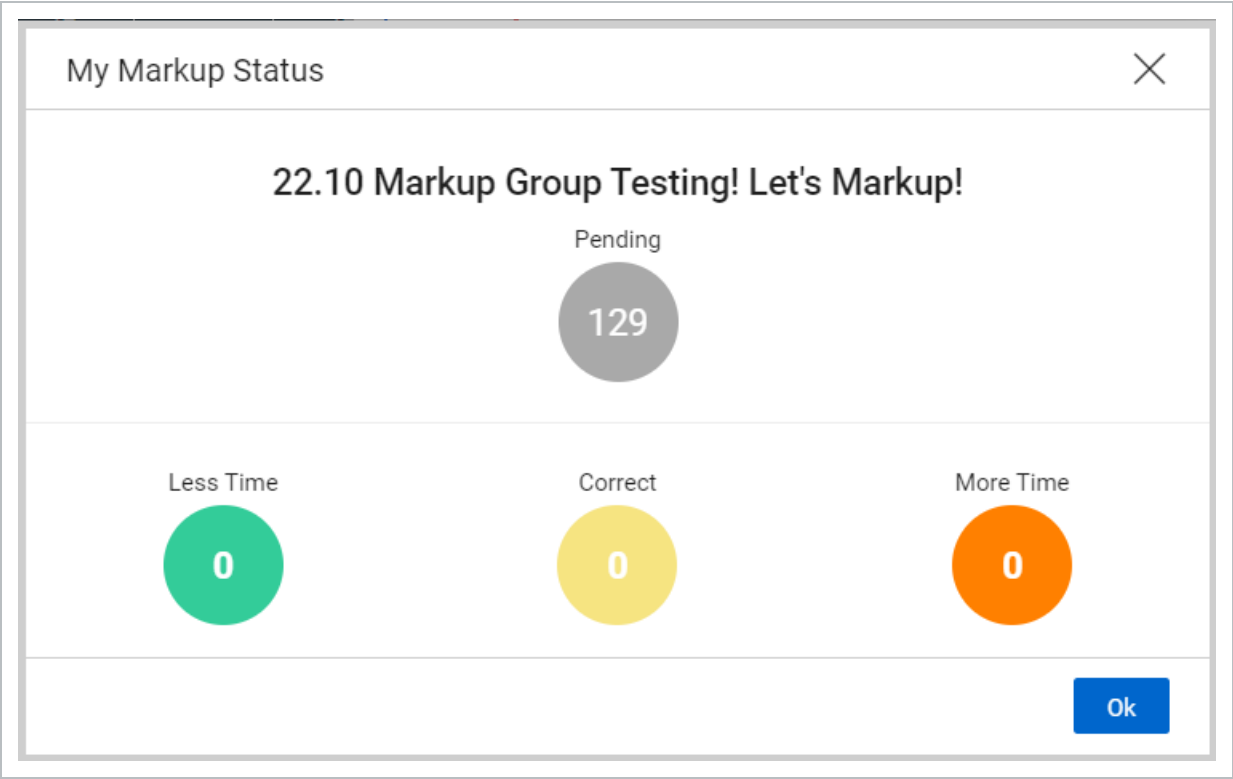 My Markup Status
22.10 Markup Group Testing! Let's Markup!
Pending
129
Less Time
Correct
More Time
0
0
0
Ok